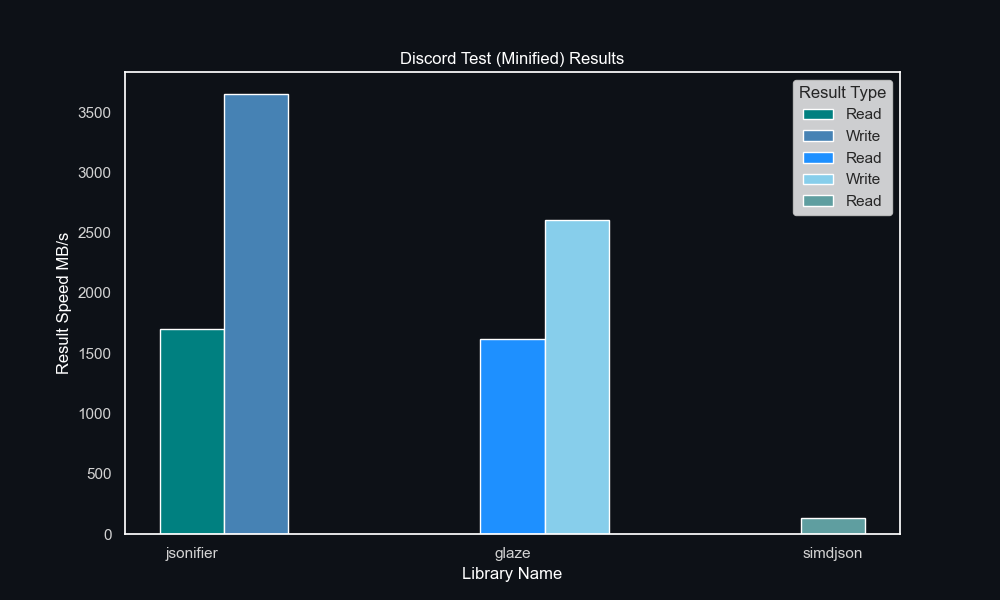 Discord Test (Minified) Results
Result Type
Read
Write
Read
Write
Read
3500
3000
2500
2000
1500
1000
500
0
Result Speed MB/s
jsonifier
glaze
simdjson
Library Name